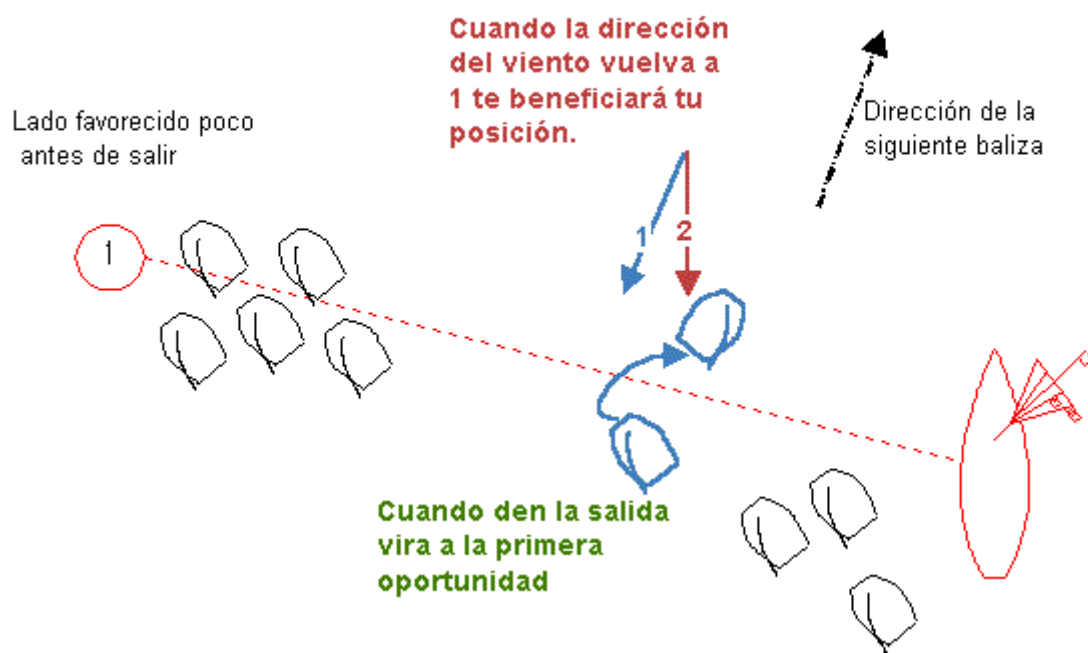 Cuando la dirección
del viento vuelva a
1 te beneficiará tu
posición.
Lado favorecido poco
antes de salir
Dirección de la
siguiente baliza
1
1
2
Cuando den la salida
vira a la primera
oportunidad